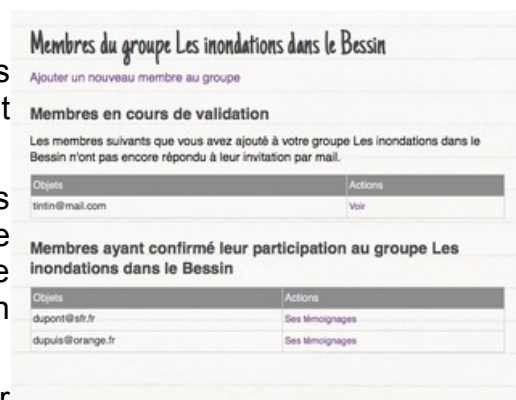 Membres du groupe Les inondations dans le Bessin
Ajouter un nouveau membre au groupe
Membres en cours de validation
Les membres suivants que vous avez ajouté à votre groupe Les inondations dans le
Bessin n'ont pas encore répondu à leur invitation par mail.
Objets Actions
tintin@mail.com Voir
Membres ayant confirmé leur participation au groupe Les
inondations dans le Bessin
Objets Actions
dupont@sfr.fr Ses témoignages
dupuis@orange.fr Ses témoignages